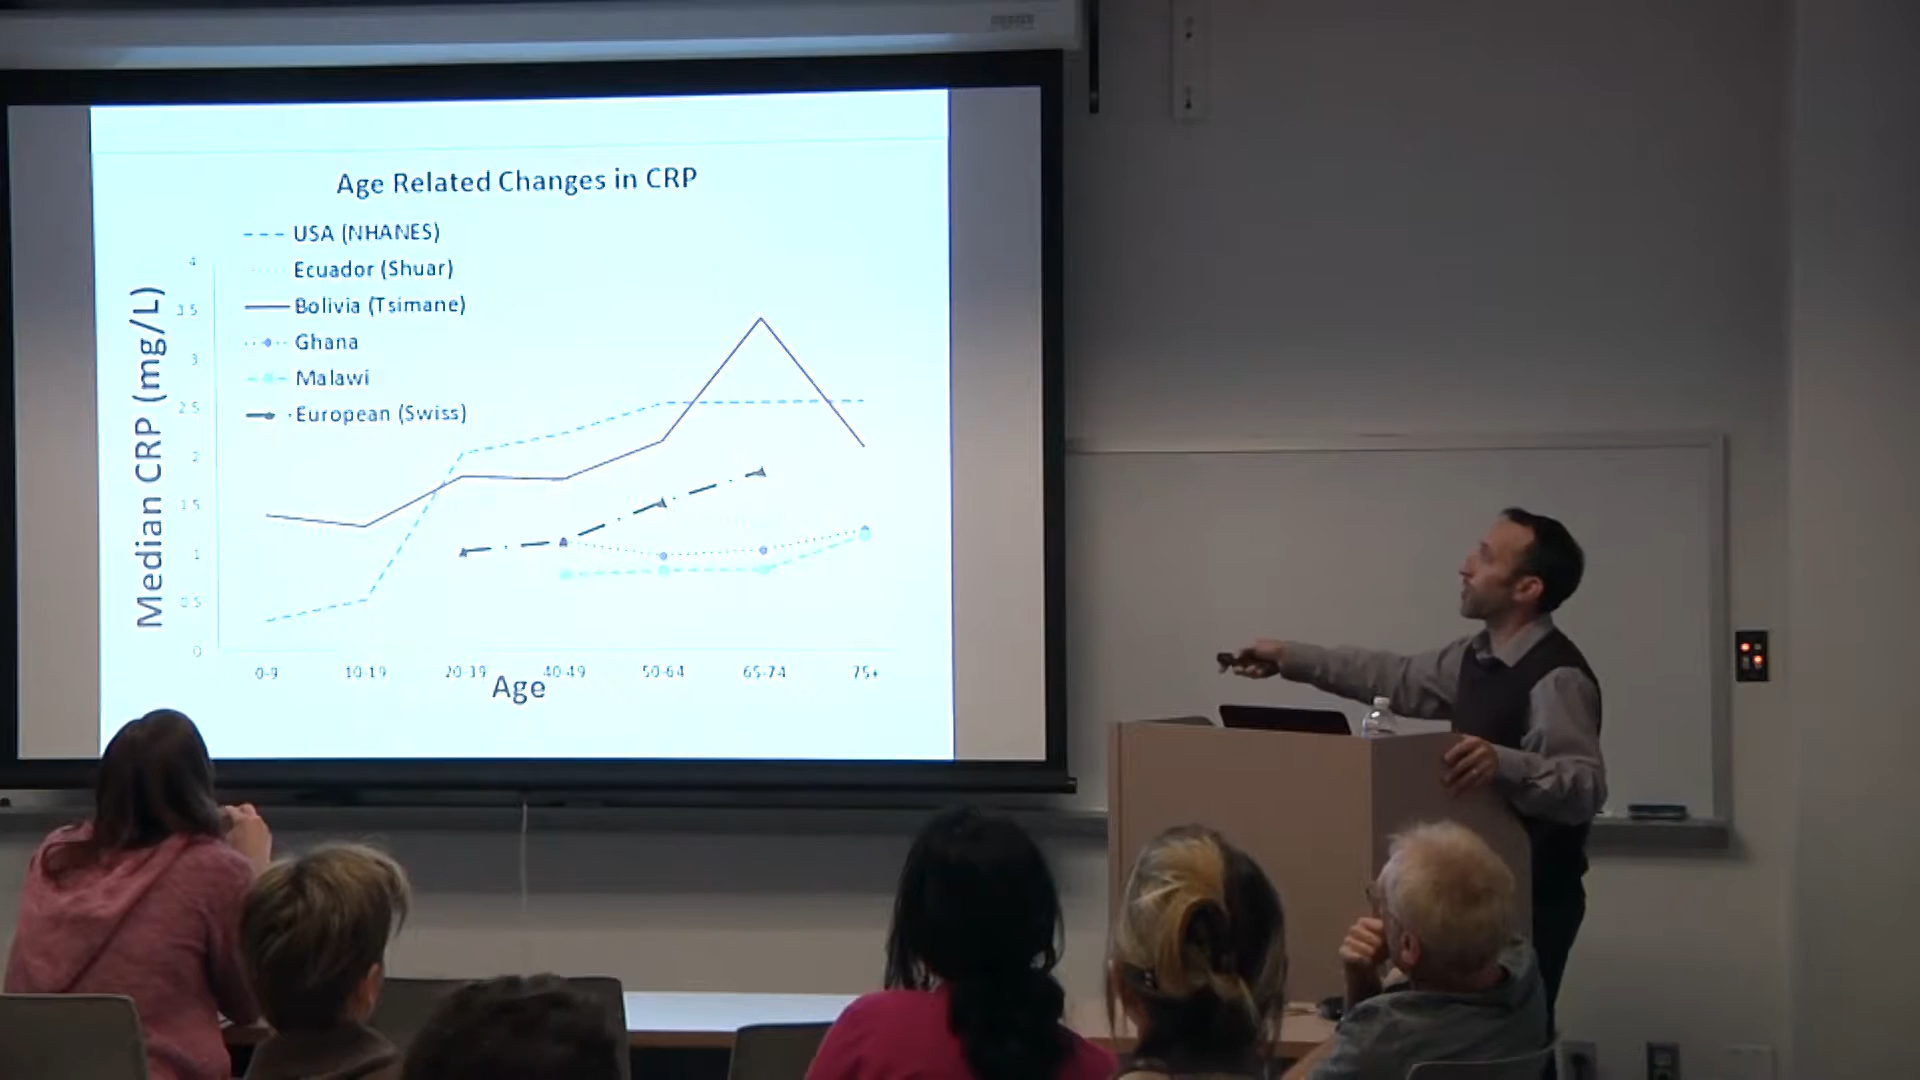 Age Related Changes in CRP
USA (NHANES)
Ecuador (Shuar)
Bolivia (Tsimane)
Ghana
Malawi
European (Swiss)
Median CRP (mg/L)
4
3.5
3
2.5
2
1.5
1
0.5
0
0-9 10-19 20-39 40-49 50-64 65-74 75+
Age